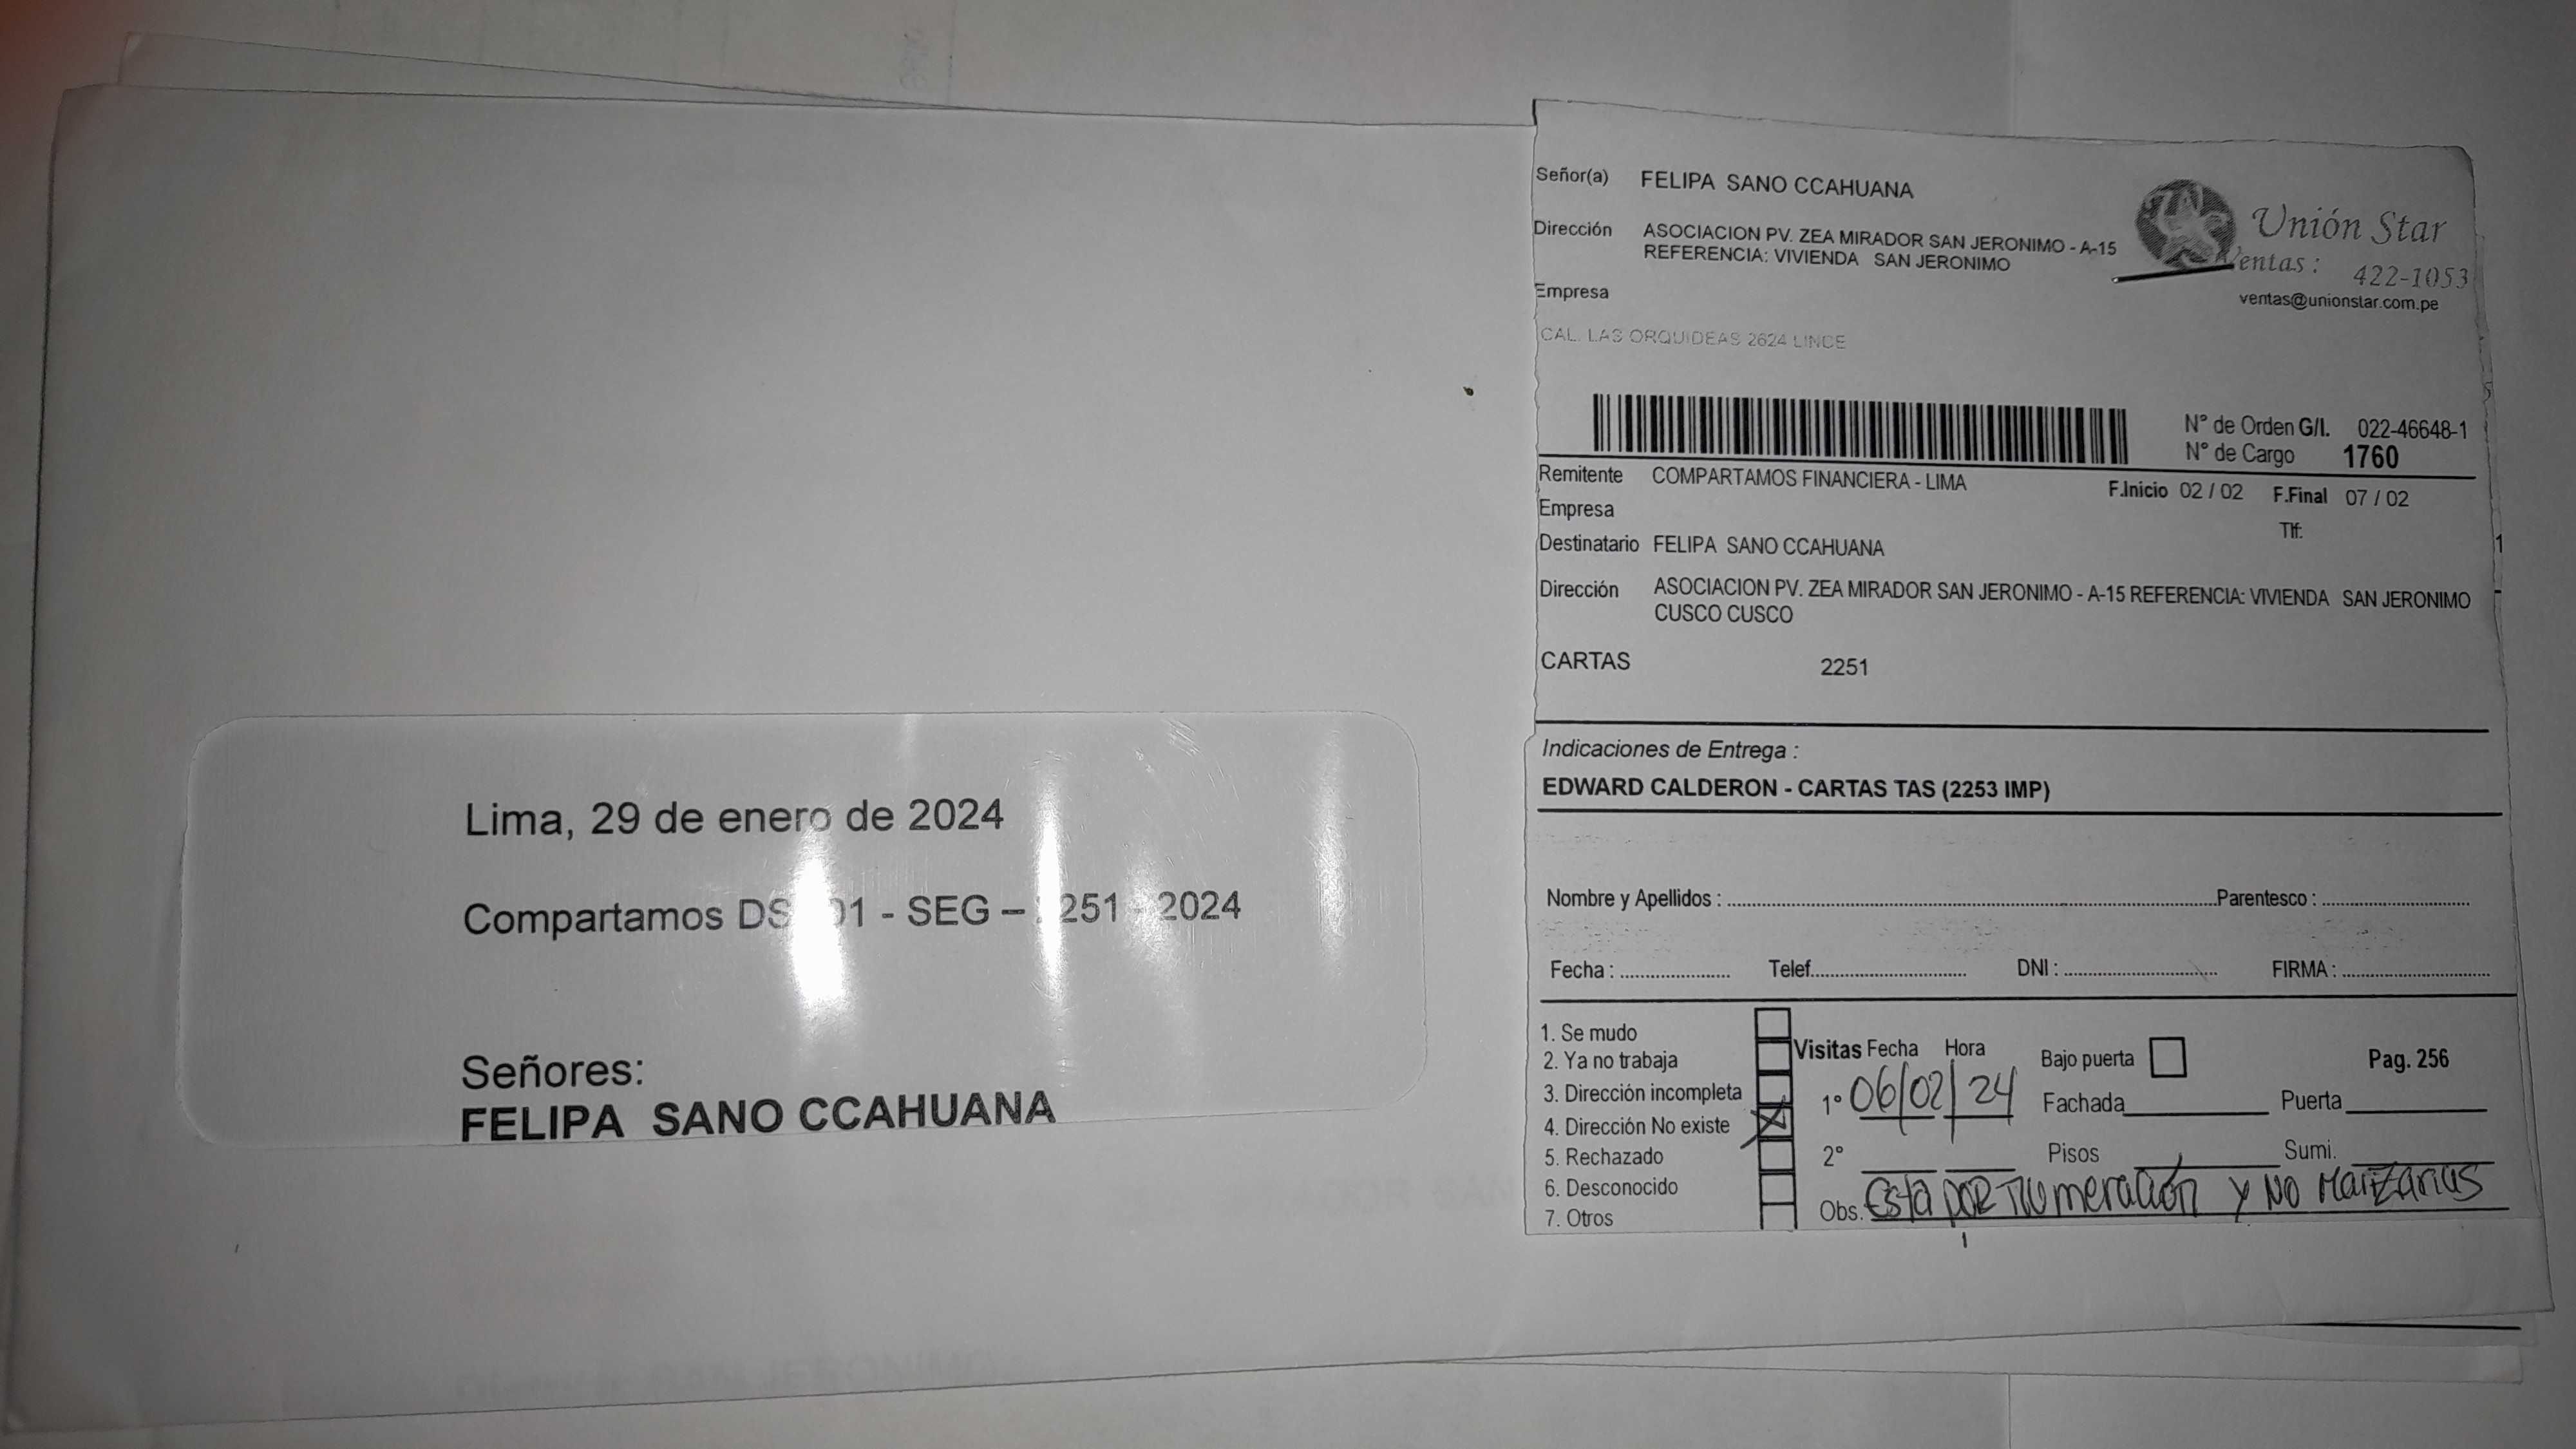 Señor(a) FELIPA SANO CCAHUANA
Dirección ASOCIACION PV. ZEA MIRADOR SAN JERONIMO - A-15
REFERENCIA: VIVIENDA SAN JERONIMO
Empresa
CAL. LAS ORQUIDEAS 2624 LINCE
Unión Star
Ventas : 422-1053
ventas@unionstar.com.pe
N° de Orden G/I. 022-46648-1
N° de Cargo 1760
Remitente COMPARTAMOS FINANCIERA - LIMA
F.Inicio 02 / 02 F.Final 07 / 02
Empresa
Tlf:
Destinatario FELIPA SANO CCAHUANA
Dirección ASOCIACION PV. ZEA MIRADOR SAN JERONIMO - A-15 REFERENCIA: VIVIENDA SAN JERONIMO
CUSCO CUSCO
CARTAS 2251
Indicaciones de Entrega :
EDWARD CALDERON - CARTAS TAS (2253 IMP)
Nombre y Apellidos : Parentesco :
Fecha : Telef. DNI : FIRMA :
1. Se mudo
2. Ya no trabaja
3. Dirección incompleta
4. Dirección No existe
5. Rechazado
6. Desconocido
7. Otros
Visitas Fecha Hora
1° 06/02/24
2°
Bajo puerta
Pag. 256
Fachada Puerta
Pisos Sumi.
Obs. Esta por numeración y no Manzanas
Lima, 29 de enero de 2024
Compartamos 01 - SEG – 251 - 2024
Señores:
FELIPA SANO CCAHUANA